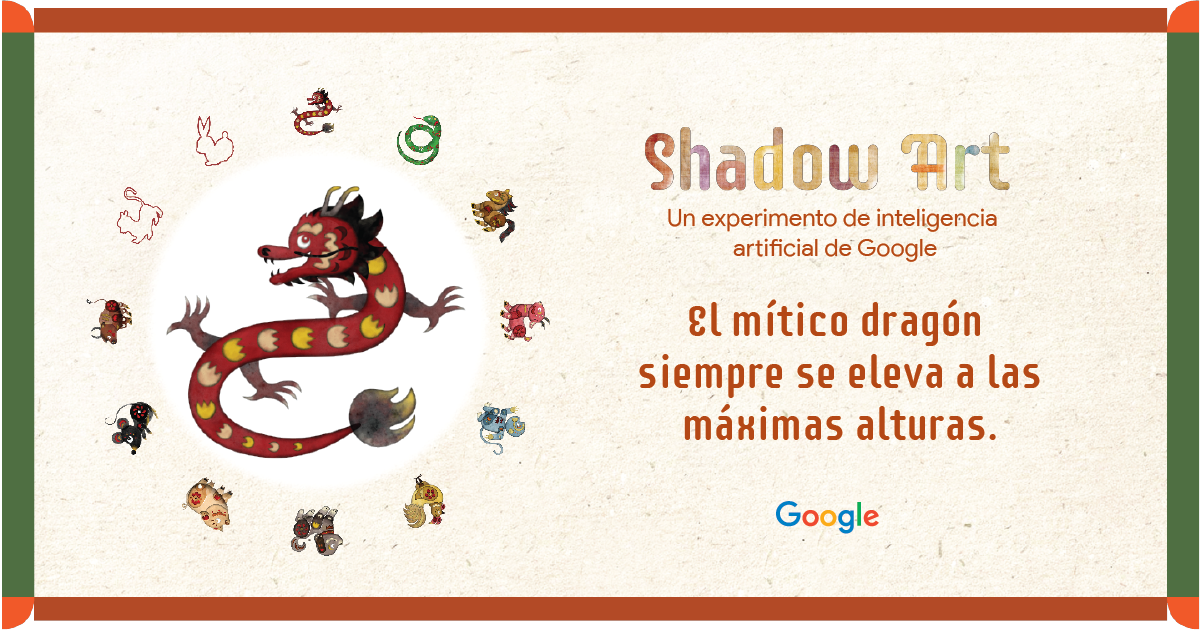 Shadow Art
Un experimento de inteligencia
artificial de Google
El mítico dragón
siempre se eleva a las
máximas alturas.
Google